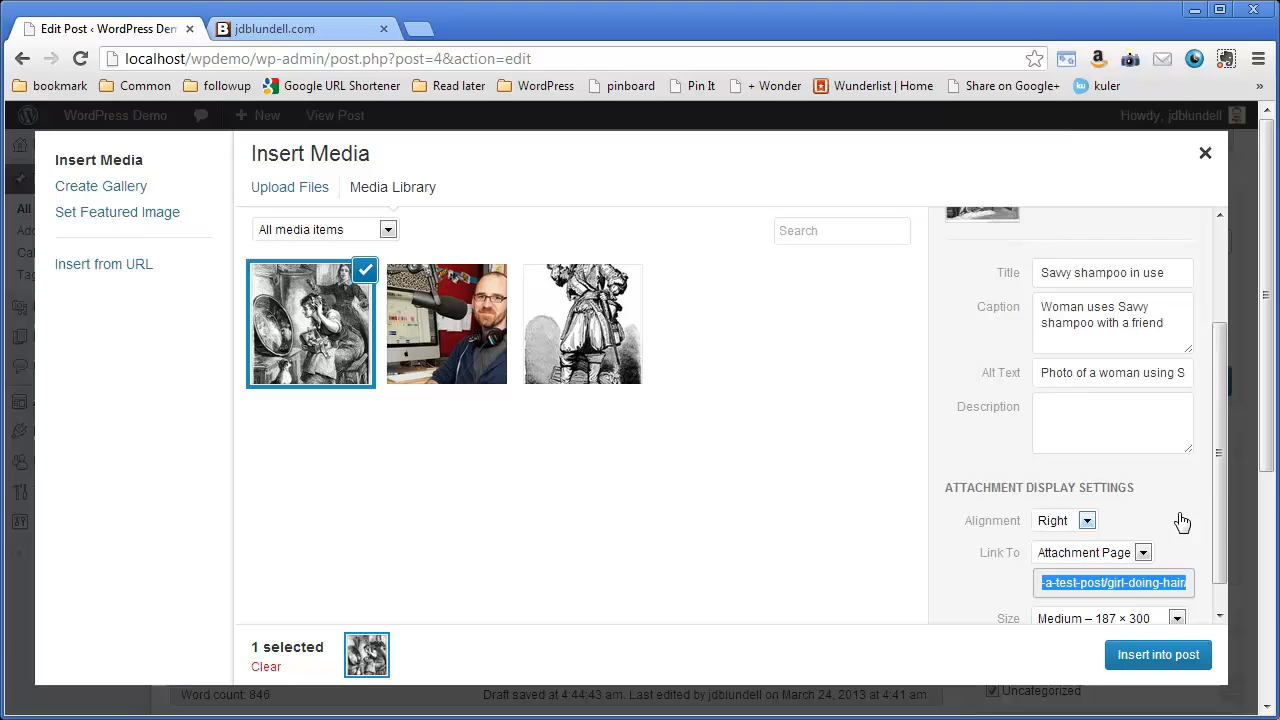 Edit Post ‹ WordPress Dem
jdblundell.com
localhost/wpdemo/wp-admin/post.php?post=4&action=edit
bookmark Common followup Google URL Shortener Read later WordPress pinboard Pin It + Wonder Wunderlist | Home Share on Google+ kuler »
WordPress Demo + New View Post Howdy, jdblundell
Insert Media
Create Gallery
Set Featured Image
Insert from URL
Insert Media
Upload Files Media Library
All media items
Search
Title Savvy shampoo in use
Caption Woman uses Savvy
shampoo with a friend
Alt Text Photo of a woman using S
Description
ATTACHMENT DISPLAY SETTINGS
Alignment Right
Link To Attachment Page
-a-test-post/girl-doing-hair/
Size Medium – 187 × 300
1 selected
Clear
Insert into post
All
Tag
Word count: 846 Draft saved at 4:44:43 am. Last edited by jdblundell on March 24, 2013 at 4:41 am Uncategorized